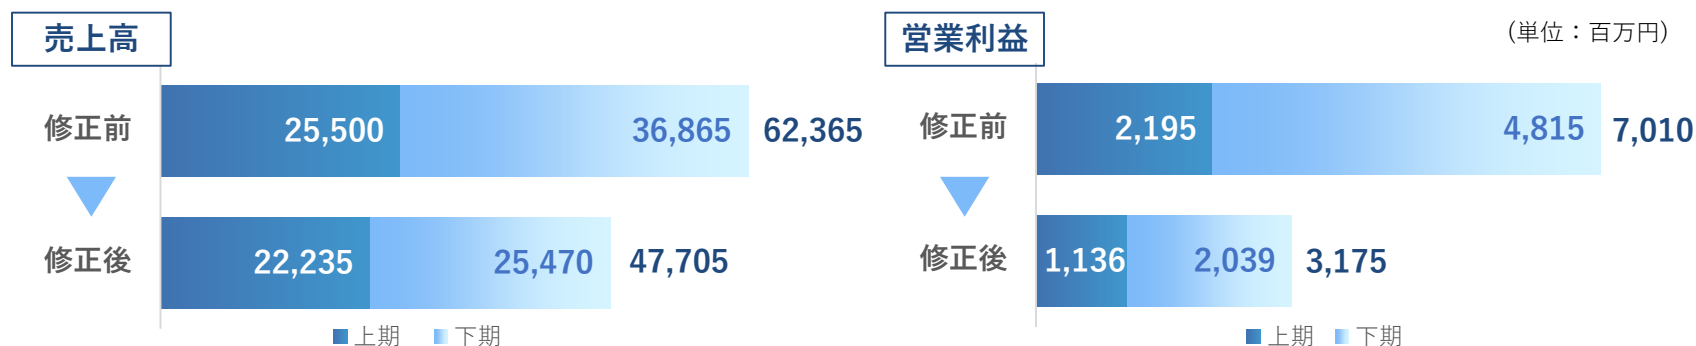 売上高
修正前
25,500
36,865
62,365
修正後
22,235
25,470
47,705
上期
下期
営業利益
(単位：百万円)
修正前
2,195
4,815
7,010
修正後
1,136
2,039
3,175
上期
下期